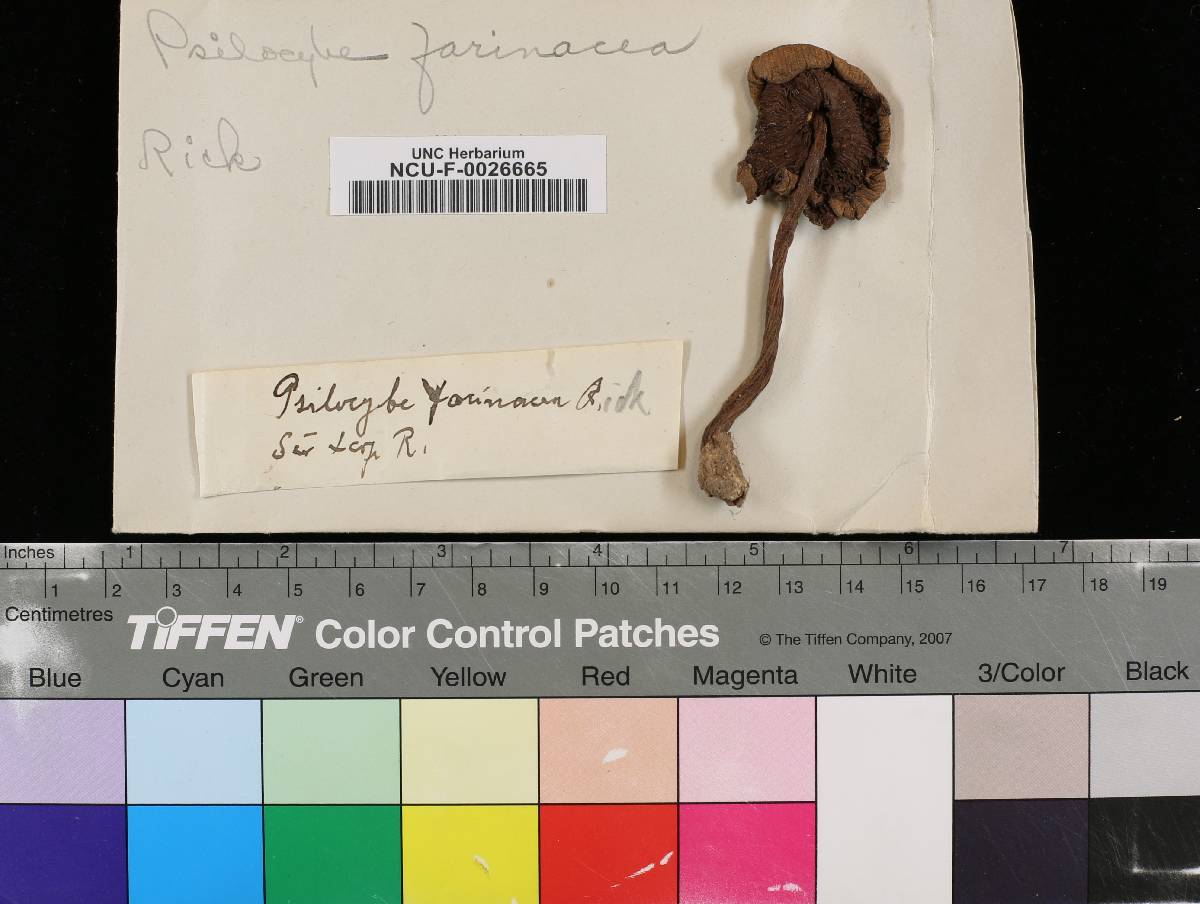 Psilocybe farinacea
Rick
UNC Herbarium
NCU-F-0026665
Psilocybe farinacea Rick
R.
Inches 1 2 3 4 5 6 7
1 2 3 4 5 6 7 8 9 10 11 12 13 14 15 16 17 18 19
Centimetres
TIFFEN® Color Control Patches © The Tiffen Company, 2007
Blue Cyan Green Yellow Red Magenta White 3/Color Black